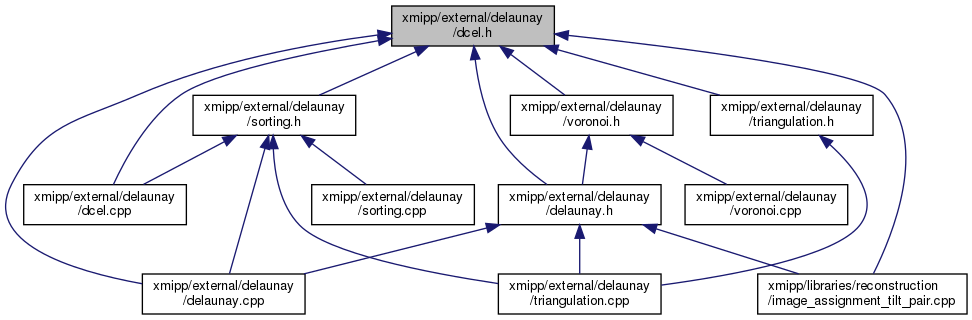 xmipp/external/delaunay
/dcel.h
xmipp/external/delaunay
/sorting.h
xmipp/external/delaunay
/voronoi.h
xmipp/external/delaunay
/triangulation.h
xmipp/external/delaunay
/dcel.cpp
xmipp/external/delaunay
/sorting.cpp
xmipp/external/delaunay
/delaunay.h
xmipp/external/delaunay
/voronoi.cpp
xmipp/external/delaunay
/delaunay.cpp
xmipp/external/delaunay
/triangulation.cpp
xmipp/libraries/reconstruction
/image_assignment_tilt_pair.cpp